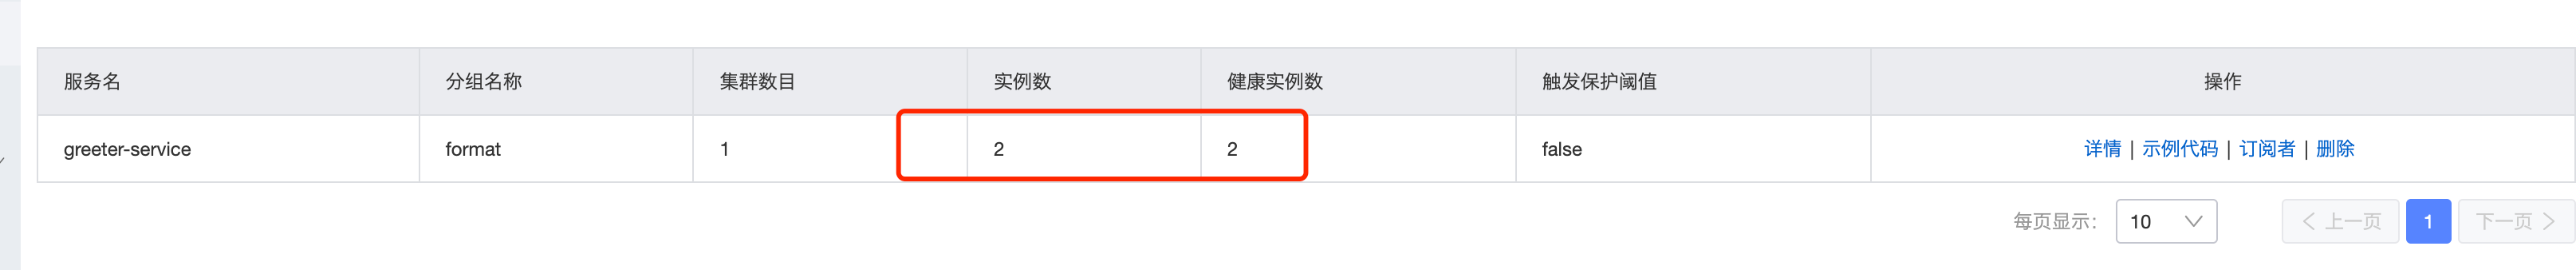 服务名 分组名称 集群数目 实例数 健康实例数 触发保护阈值 操作
greeter-service format 1 2 2 false 详情 | 示例代码 | 订阅者 | 删除
每页显示: 10 上一页 1 下一页